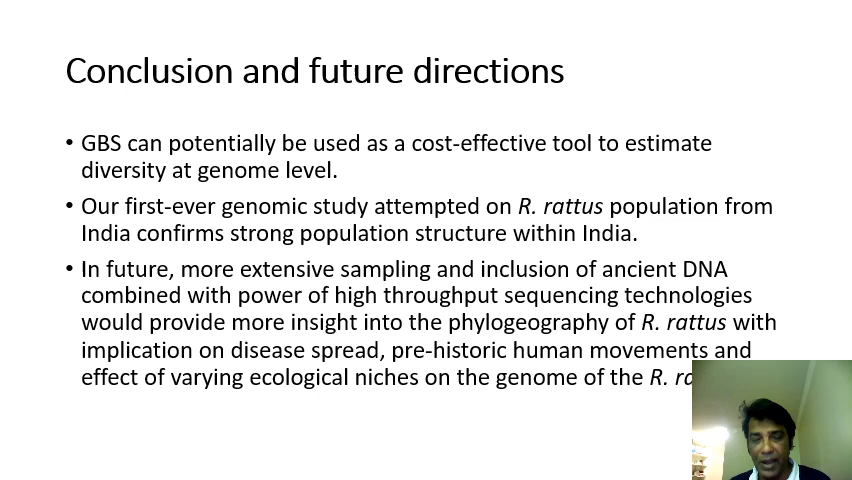 Conclusion and future directions
• GBS can potentially be used as a cost-effective tool to estimate
diversity at genome level.
• Our first-ever genomic study attempted on R. rattus population from
India confirms strong population structure within India.
• In future, more extensive sampling and inclusion of ancient DNA
combined with power of high throughput sequencing technologies
would provide more insight into the phylogeography of R. rattus with
implication on disease spread, pre-historic human movements and
effect of varying ecological niches on the genome of the R.